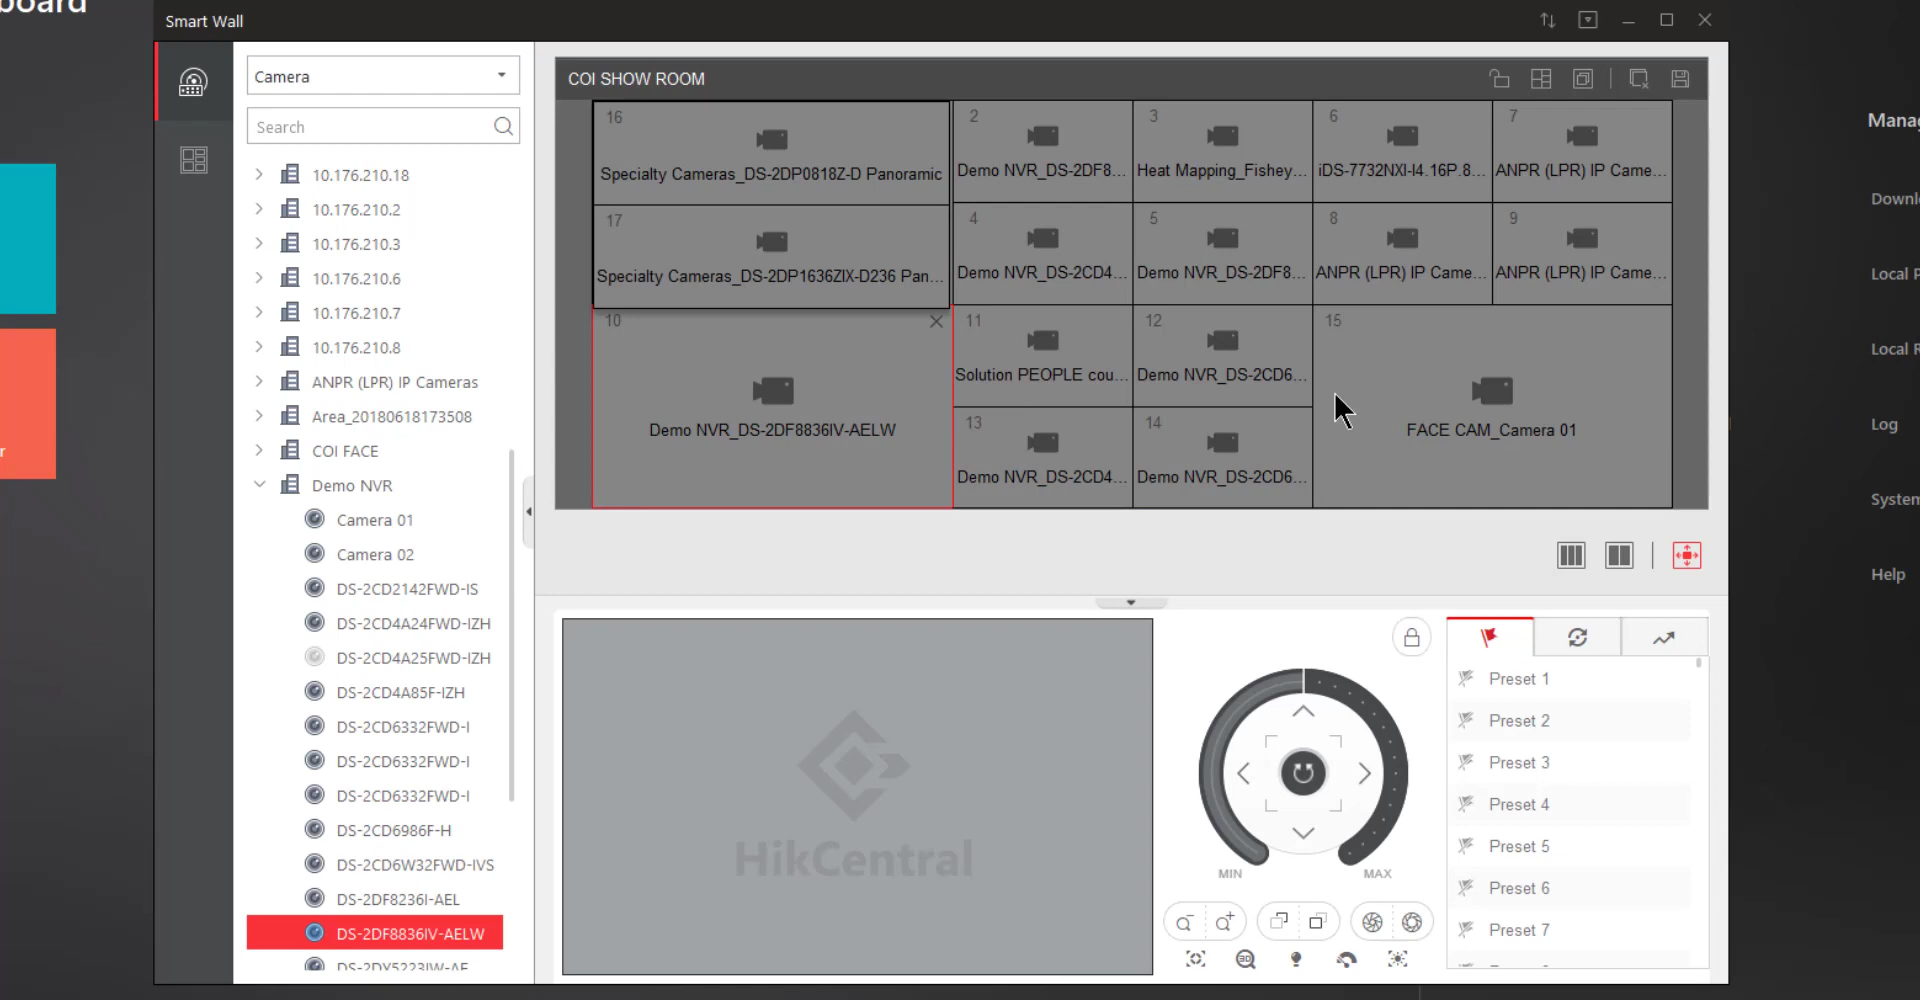 board
Smart Wall
Camera
Search
10.176.210.18
10.176.210.2
10.176.210.3
10.176.210.6
10.176.210.7
10.176.210.8
ANPR (LPR) IP Cameras
Area_20180618173508
COI FACE
Demo NVR
Camera 01
Camera 02
DS-2CD2142FWD-IS
DS-2CD4A24FWD-IZH
DS-2CD4A25FWD-IZH
DS-2CD4A85F-IZH
DS-2CD6332FWD-I
DS-2CD6332FWD-I
DS-2CD6332FWD-I
DS-2CD6986F-H
DS-2CD6W32FWD-IVS
DS-2DF8236I-AEL
DS-2DF8836IV-AELW
DS-2DY5223IW-AE
r
COI SHOW ROOM
16
Specialty Cameras_DS-2DP0818Z-D Panoramic
2
Demo NVR_DS-2DF8...
3
Heat Mapping_Fishey...
6
iDS-7732NXI-I4.16P.8...
7
ANPR (LPR) IP Came...
17
Specialty Cameras_DS-2DP1636ZIX-D236 Pan...
4
Demo NVR_DS-2CD4...
5
Demo NVR_DS-2DF8...
8
ANPR (LPR) IP Came...
9
ANPR (LPR) IP Came...
10
Demo NVR_DS-2DF8836IV-AELW
11
Solution PEOPLE cou...
12
Demo NVR_DS-2CD6...
15
FACE CAM_Camera 01
13
Demo NVR_DS-2CD4...
14
Demo NVR_DS-2CD6...
HikCentral
MIN
MAX
3D
Preset 1
Preset 2
Preset 3
Preset 4
Preset 5
Preset 6
Preset 7
Manag
Downl
Local P
Local R
Log
System
Help